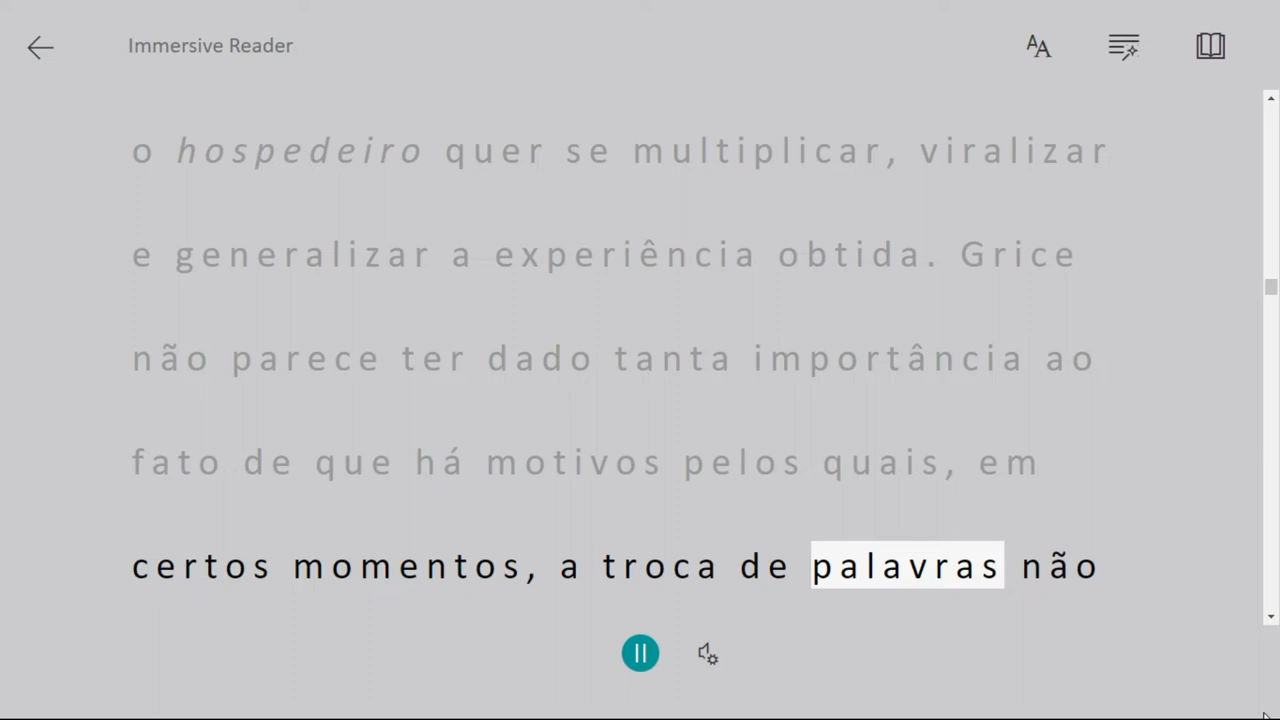 Immersive Reader
o hospedeiro quer se multiplicar, viralizar
e generalizar a experiência obtida. Grice
não parece ter dado tanta importância ao
fato de que há motivos pelos quais, em
certos momentos, a troca de palavras não